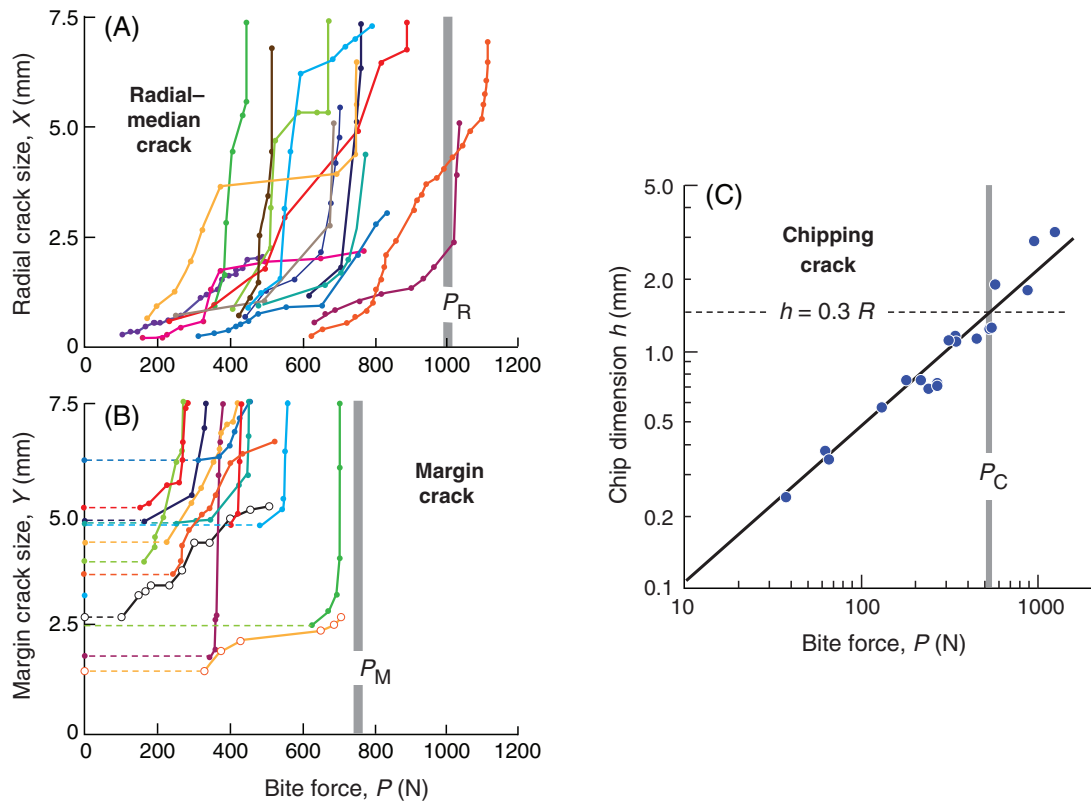 (A)
7.5
5.0
2.5
0
Radial crack size, X (mm)
Radial–
median
crack
P_R
0
200
400
600
800
1000
1200
(B)
7.5
5.0
2.5
0
Margin crack size, Y (mm)
Margin
crack
P_M
0
200
400
600
800
1000
1200
Bite force, P (N)
(C)
5.0
2.0
1.0
0.5
0.2
0.1
Chip dimension h (mm)
Chipping
crack
h = 0.3 R
P_C
10
100
1000
Bite force, P (N)